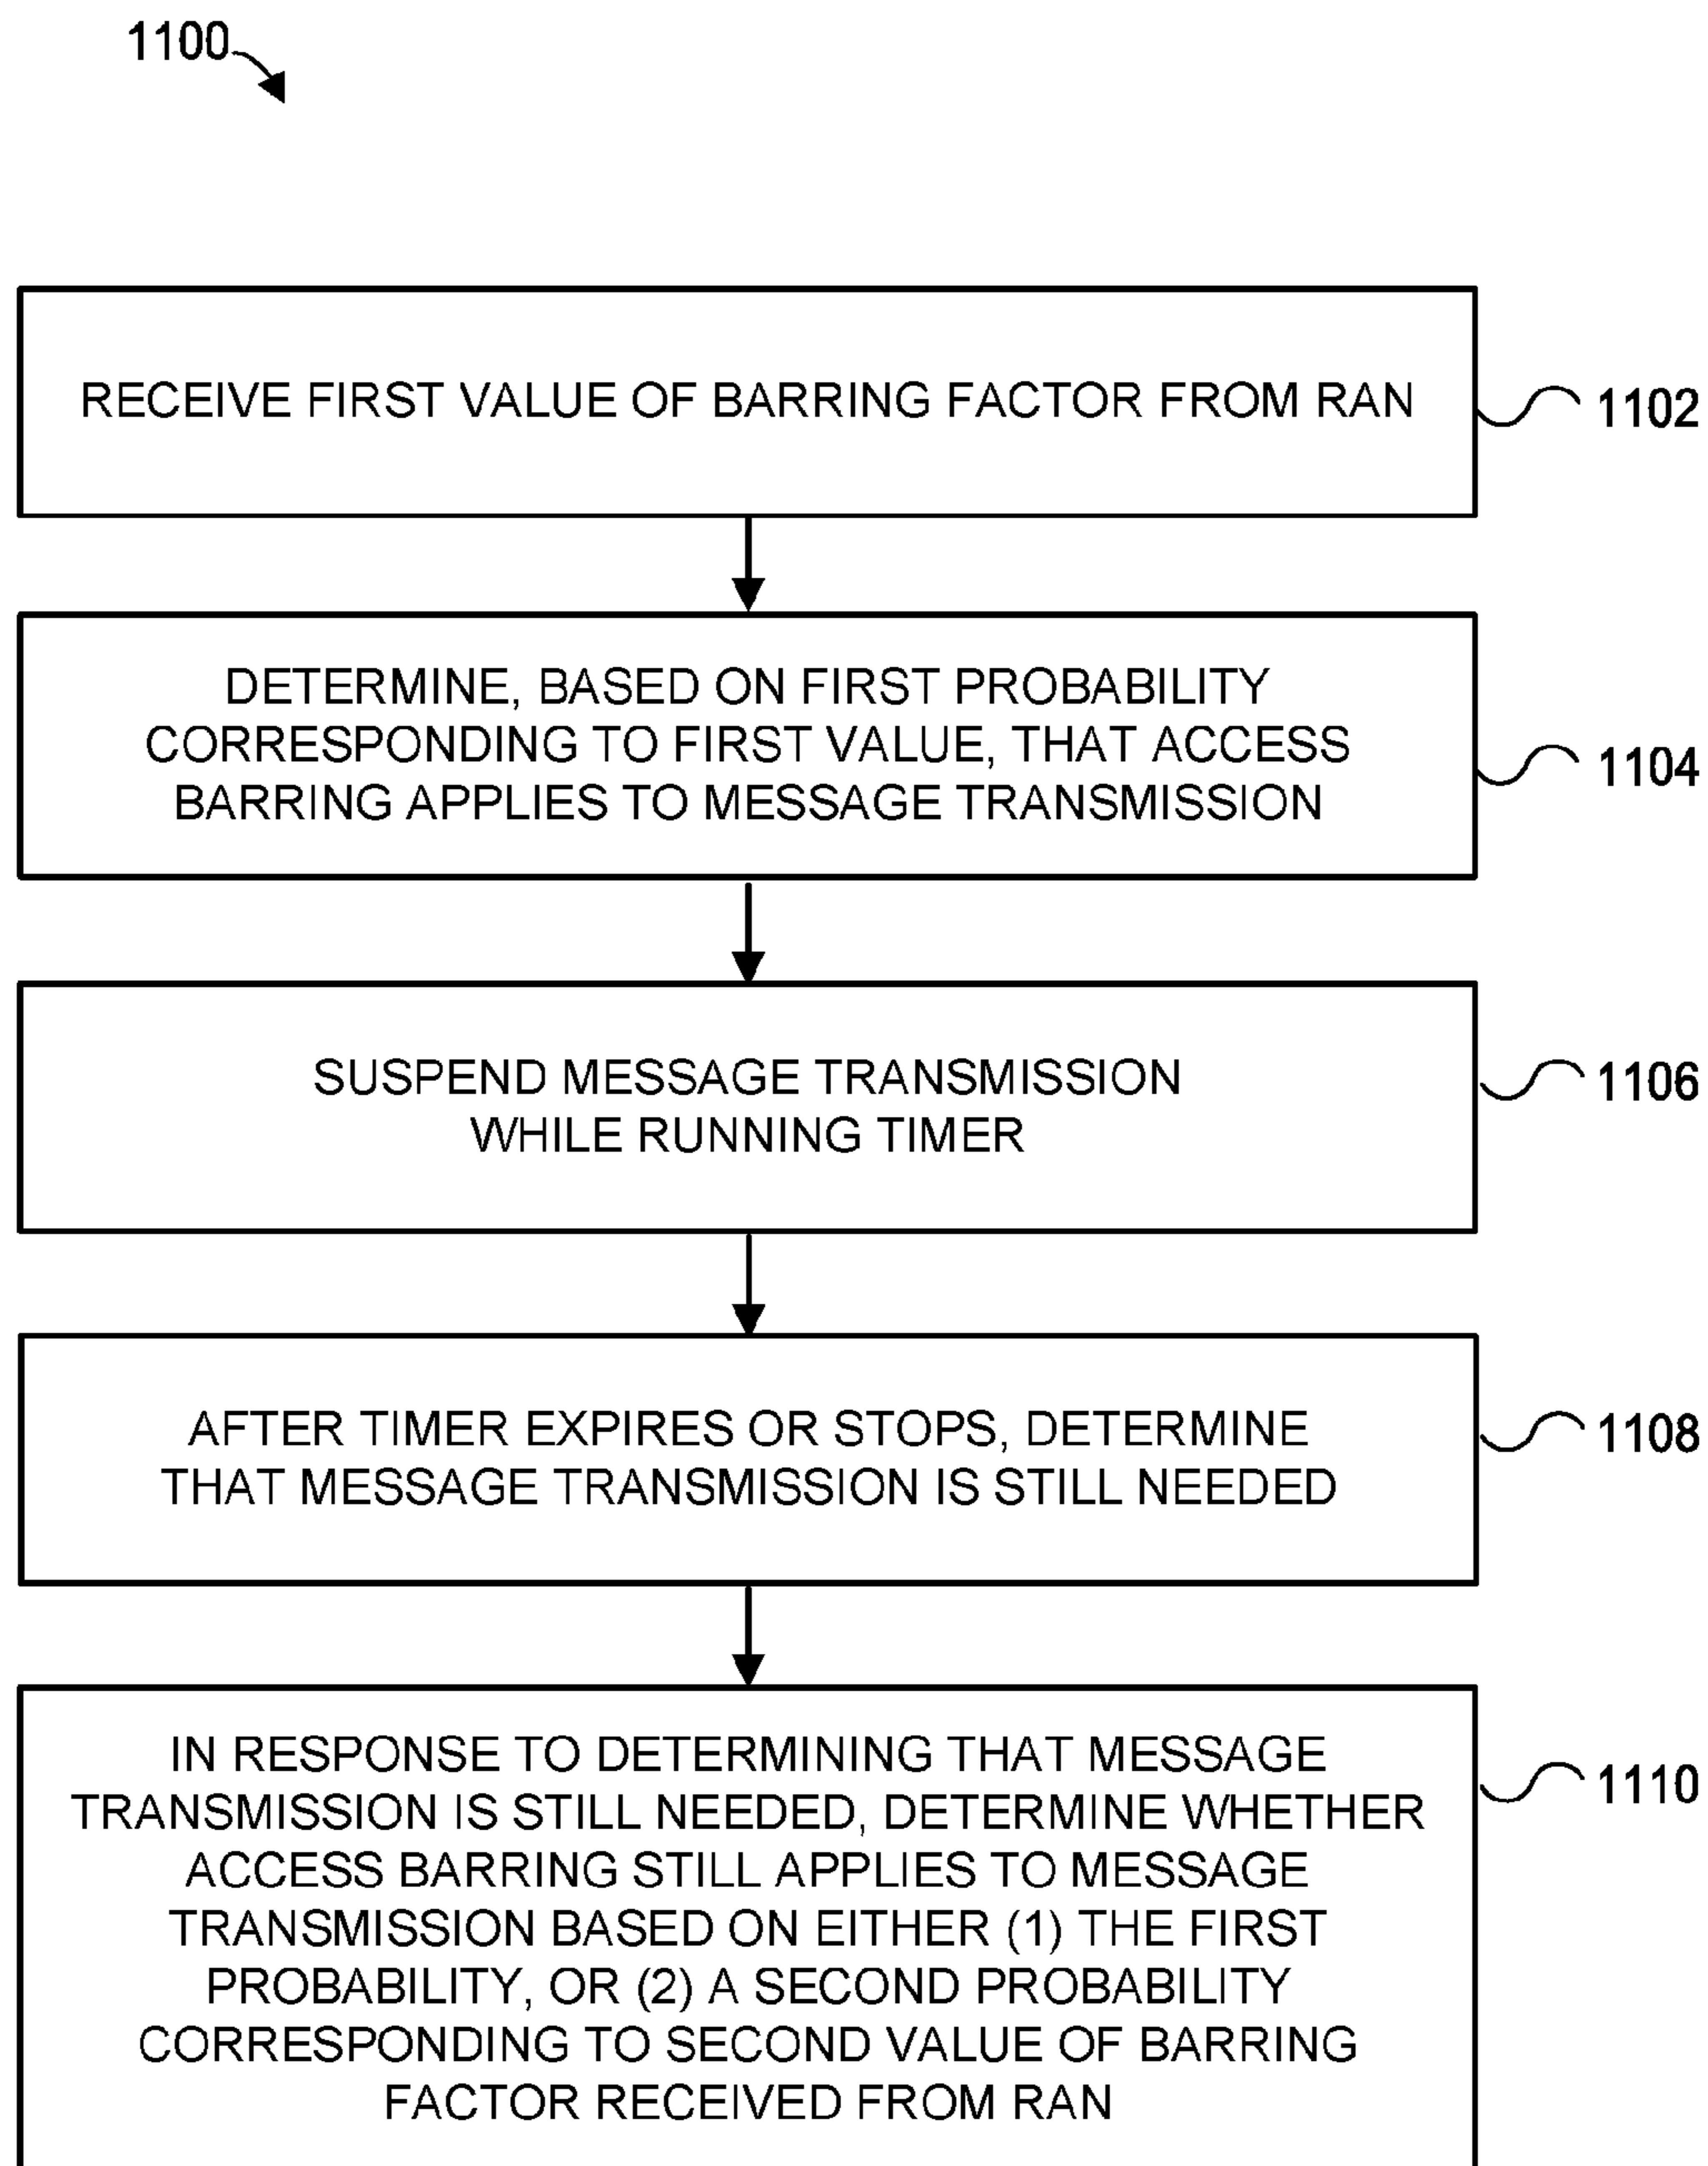 1100
RECEIVE FIRST VALUE OF BARRING FACTOR FROM RAN
1102
DETERMINE, BASED ON FIRST PROBABILITY
CORRESPONDING TO FIRST VALUE, THAT ACCESS
BARRING APPLIES TO MESSAGE TRANSMISSION
1104
SUSPEND MESSAGE TRANSMISSION
WHILE RUNNING TIMER
1106
AFTER TIMER EXPIRES OR STOPS, DETERMINE
THAT MESSAGE TRANSMISSION IS STILL NEEDED
1108
IN RESPONSE TO DETERMINING THAT MESSAGE
TRANSMISSION IS STILL NEEDED, DETERMINE WHETHER
ACCESS BARRING STILL APPLIES TO MESSAGE
TRANSMISSION BASED ON EITHER (1) THE FIRST
PROBABILITY, OR (2) A SECOND PROBABILITY
CORRESPONDING TO SECOND VALUE OF BARRING
FACTOR RECEIVED FROM RAN
1110